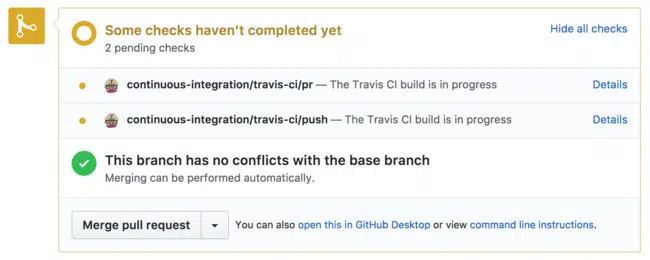 Some checks haven’t completed yet
Hide all checks
2 pending checks
continuous-integration/travis-ci/pr — The Travis CI build is in progress
Details
continuous-integration/travis-ci/push — The Travis CI build is in progress
Details
This branch has no conflicts with the base branch
Merging can be performed automatically.
Merge pull request
You can also open this in GitHub Desktop or view command line instructions.